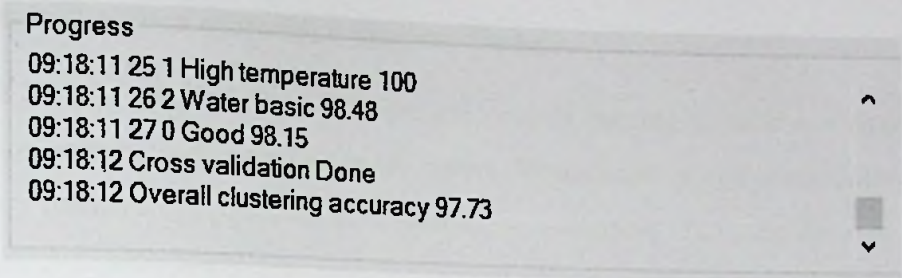 Progress
09:18:11 25 1 High temperature 100
09:18:11 26 2 Water basic 98.48
09:18:11 27 0 Good 98.15
09:18:12 Cross validation Done
09:18:12 Overall clustering accuracy 97.73